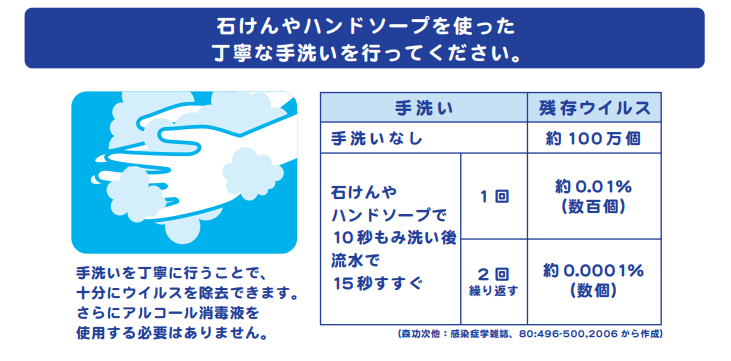 石けんやハンドソープを使った
丁寧な手洗いを行ってください。
手洗いを丁寧に行うことで、
十分にウイルスを除去できます。
さらにアルコール消毒液を
使用する必要はありません。
手洗い 残存ウイルス
手洗いなし 約100万個
石けんや
ハンドソープで
10秒もみ洗い後
流水で
15秒すすぐ
1回
約0.01%
(数百個)
2回
繰り返す
約0.0001%
(数個)
(森功次他：感染症学雑誌、80:496-500,2006 から作成)